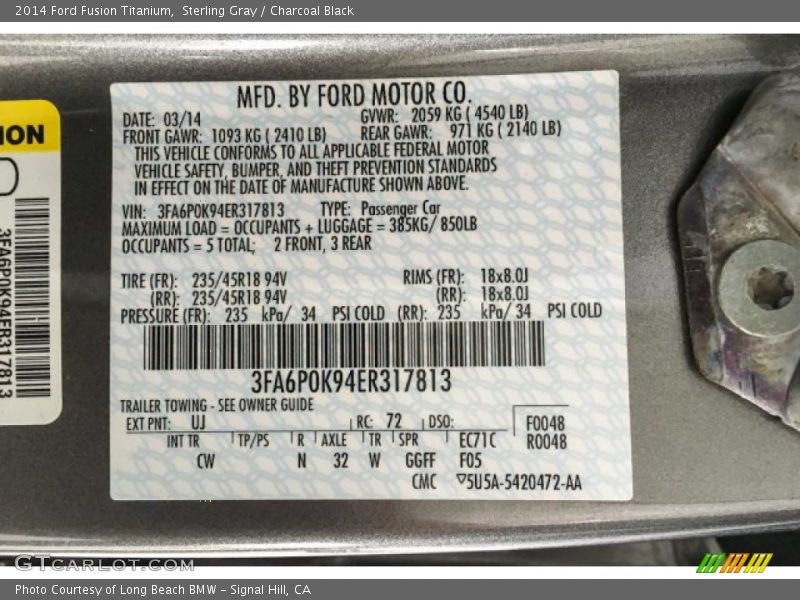 2014 Ford Fusion Titanium, Sterling Gray / Charcoal Black
ION
3FA6P0K94ER317813
MFD. BY FORD MOTOR CO.
DATE: 03/14 GVWR: 2059 KG ( 4540 LB)
FRONT GAWR: 1093 KG ( 2410 LB) REAR GAWR: 971 KG ( 2140 LB)
THIS VEHICLE CONFORMS TO ALL APPLICABLE FEDERAL MOTOR
VEHICLE SAFETY, BUMPER, AND THEFT PREVENTION STANDARDS
IN EFFECT ON THE DATE OF MANUFACTURE SHOWN ABOVE.
VIN: 3FA6P0K94ER317813 TYPE: Passenger Car
MAXIMUM LOAD = OCCUPANTS + LUGGAGE = 385KG/ 850LB
OCCUPANTS = 5 TOTAL; 2 FRONT, 3 REAR
TIRE (FR): 235/45R18 94V RIMS (FR): 18x8.0J
(RR): 235/45R18 94V (RR): 18x8.0J
PRESSURE (FR): 235 kPa/ 34 PSI COLD (RR): 235 kPa/ 34 PSI COLD
3FA6P0K94ER317813
TRAILER TOWING - SEE OWNER GUIDE
EXT PNT: UJ RC: 72 DSO: F0048
INT TR TP/PS R AXLE TR SPR EC71C R0048
CW N 32 W GGFF F05
CMC ▽5U5A-5420472-AA
GTCARLOT.COM
Photo Courtesy of Long Beach BMW - Signal Hill, CA